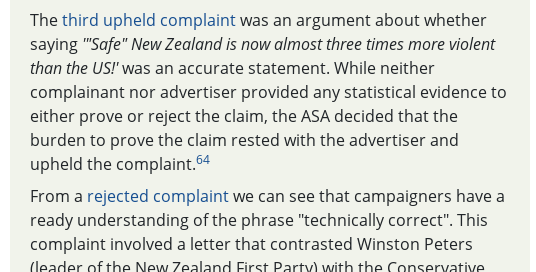 The third upheld complaint was an argument about whether
saying '"Safe" New Zealand is now almost three times more violent
than the US!' was an accurate statement. While neither
complainant nor advertiser provided any statistical evidence to
either prove or reject the claim, the ASA decided that the
burden to prove the claim rested with the advertiser and
upheld the complaint.64
From a rejected complaint we can see that campaigners have a
ready understanding of the phrase "technically correct". This
complaint involved a letter that contrasted Winston Peters
(leader of the New Zealand First Party) with the Conservative